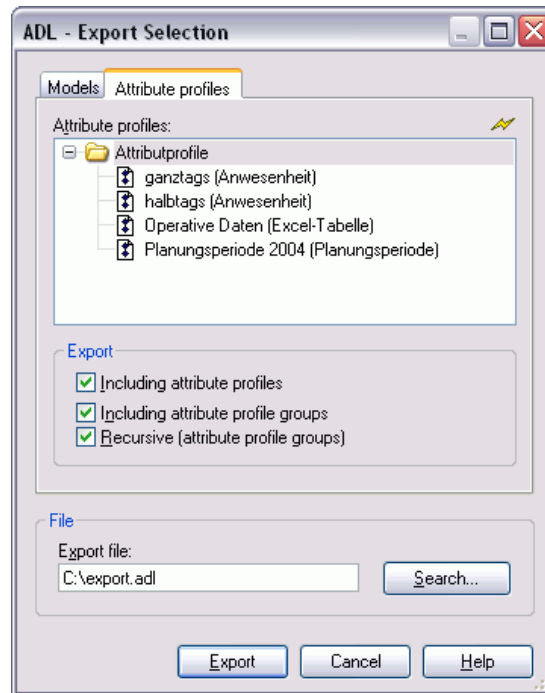 ADL - Export Selection
Models Attribute profiles
Attribute profiles:
Attributprofile
ganztags (Anwesenheit)
halbtags (Anwesenheit)
Operative Daten (Excel-Tabelle)
Planungsperiode 2004 (Planungsperiode)
Export
Including attribute profiles
Including attribute profile groups
Recursive (attribute profile groups)
File
Export file:
C:\export.adl
Search...
Export Cancel Help